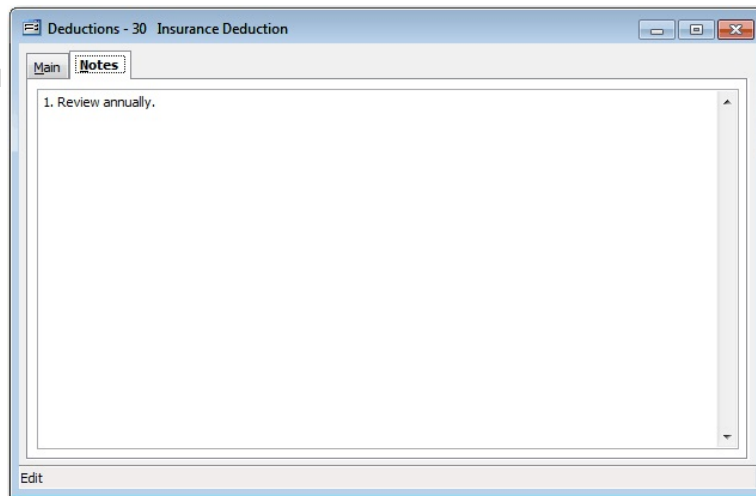 Deductions - 30 Insurance Deduction
Main Notes
1. Review annually.
Edit